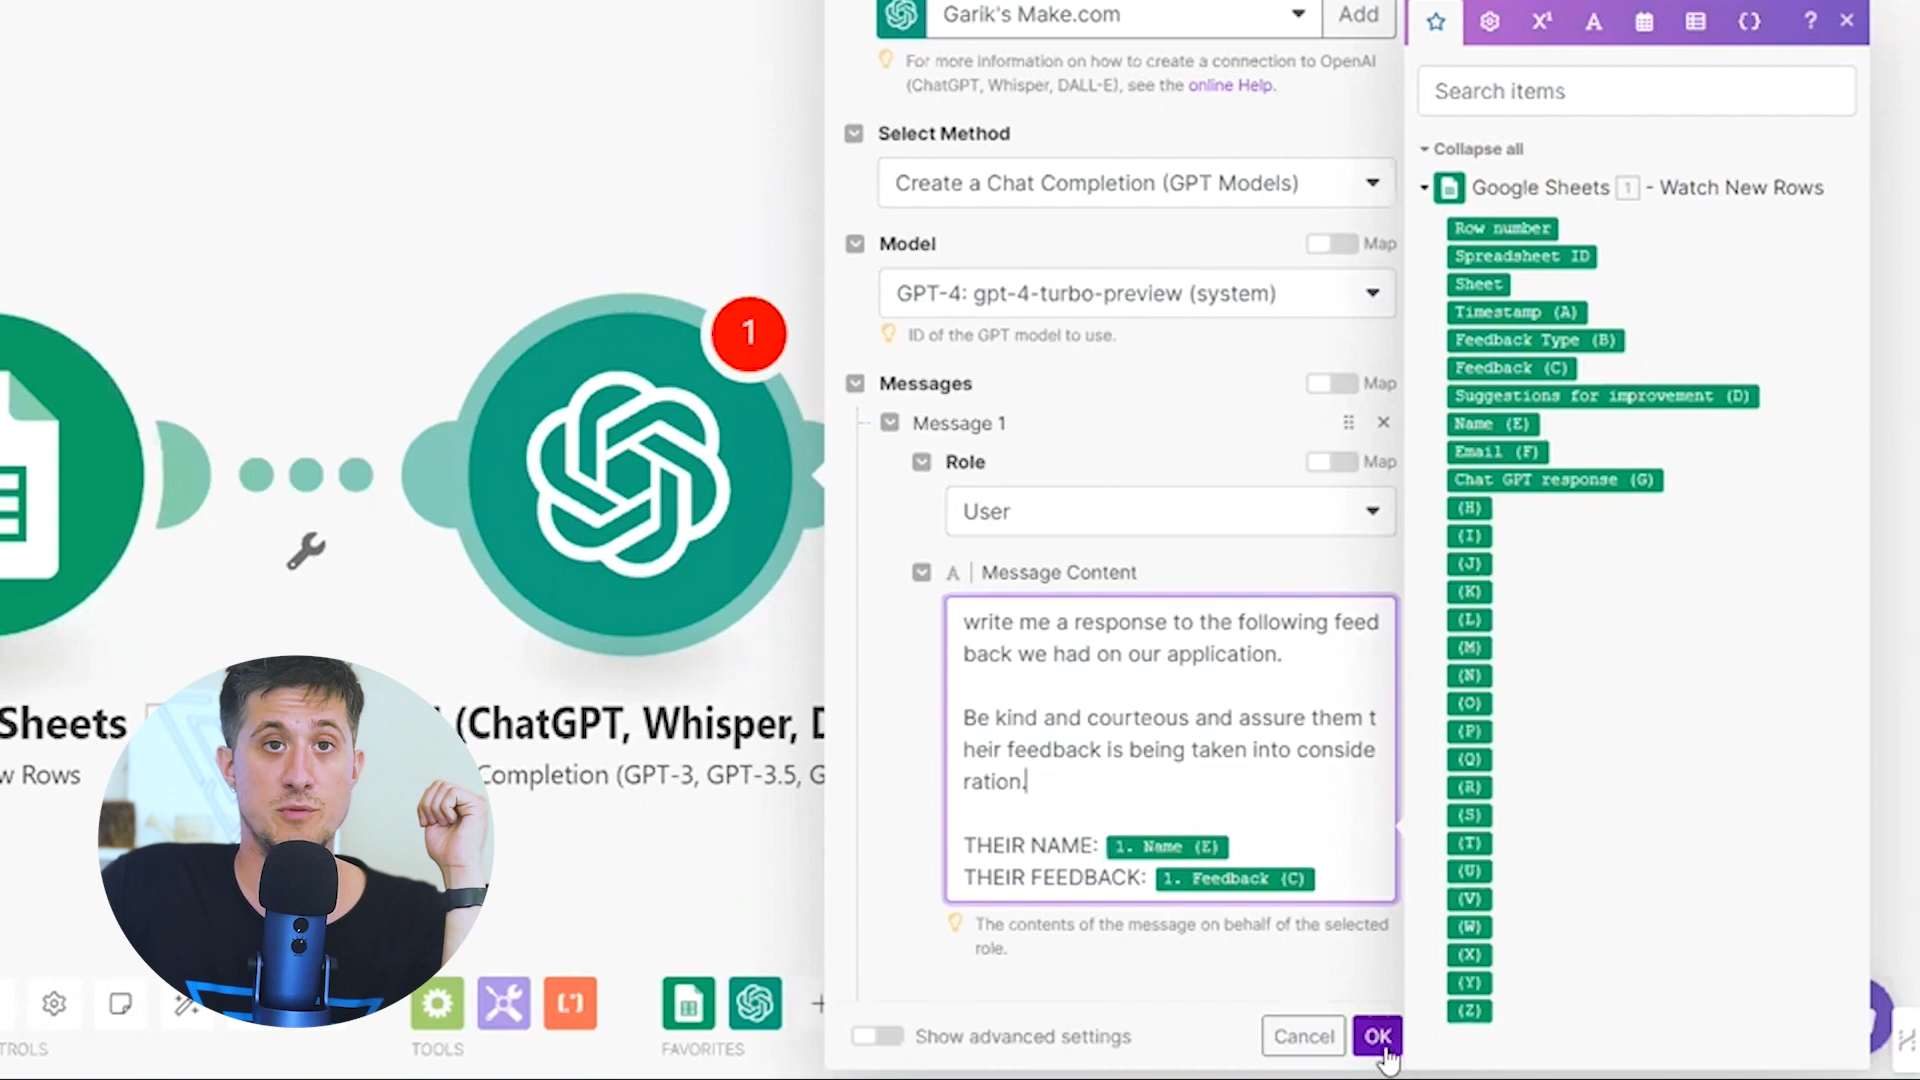 Garik's Make.com
Add
For more information on how to create a connection to OpenAI
(ChatGPT, Whisper, DALL-E), see the online Help.
Select Method
Create a Chat Completion (GPT Models)
Model
Map
GPT-4: gpt-4-turbo-preview (system)
ID of the GPT model to use.
Messages
Map
Message 1
Role
Map
User
A | Message Content
write me a response to the following feed
back we had on our application.
Be kind and courteous and assure them t
heir feedback is being taken into conside
ration.
THEIR NAME: 1. Name (E)
THEIR FEEDBACK: 1. Feedback (C)
The contents of the message on behalf of the selected
role.
Show advanced settings
Cancel
OK
Search items
Collapse all
Google Sheets 1 - Watch New Rows
Row number
Spreadsheet ID
Sheet
Timestamp (A)
Feedback Type (B)
Feedback (C)
Suggestions for improvement (D)
Name (E)
Email (F)
Chat GPT response (G)
(H)
(I)
(J)
(K)
(L)
(M)
(N)
(O)
(P)
(Q)
(R)
(S)
(T)
(U)
(V)
(W)
(X)
(Y)
(Z)
1
Sheets
w Rows
(ChatGPT, Whisper, D
Completion (GPT-3, GPT-3.5, G
TROLS
TOOLS
FAVORITES